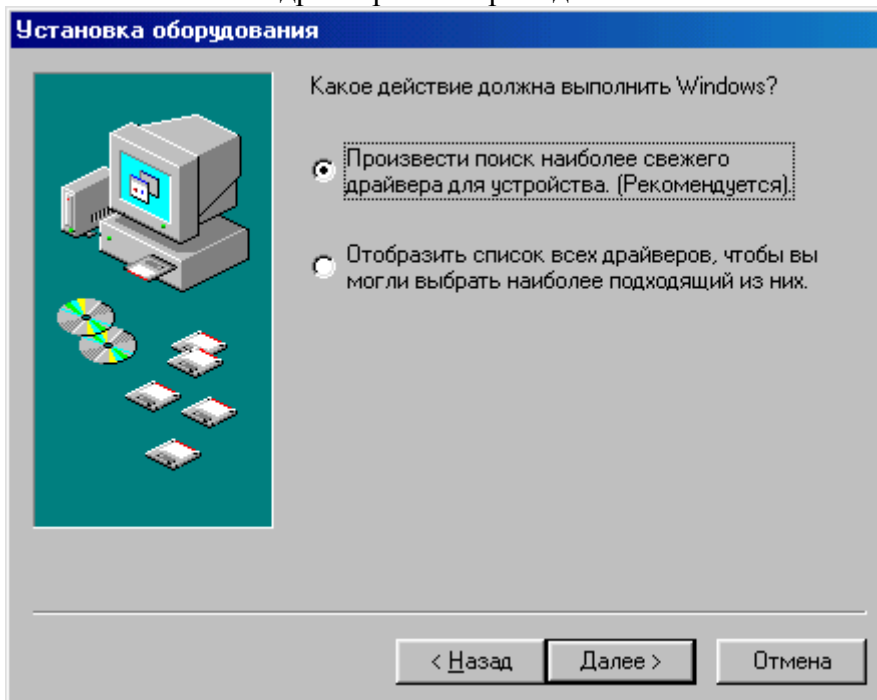 Установка оборудования
Какое действие должна выполнить Windows?
Произвести поиск наиболее свежего
драйвера для устройства. (Рекомендуется).
Отобразить список всех драйверов, чтобы вы
могли выбрать наиболее подходящий из них.
< Назад Далее > Отмена